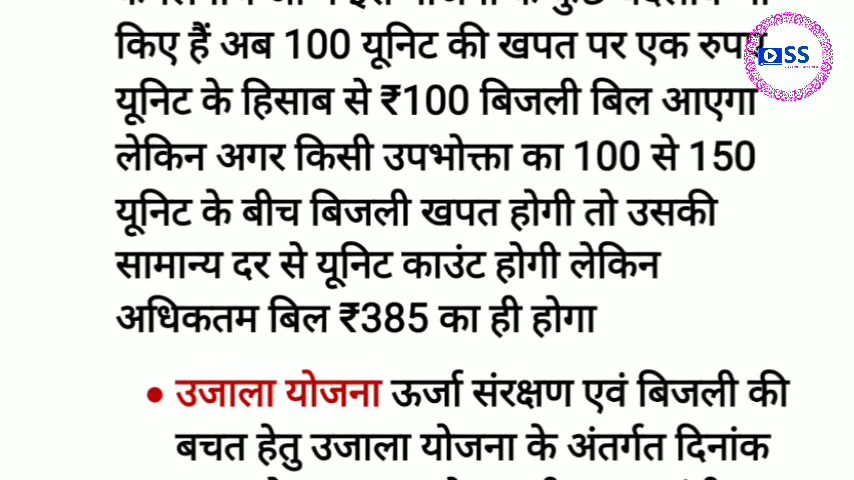 किए हैं अब 100 यूनिट की खपत पर एक रुपए
यूनिट के हिसाब से ₹100 बिजली बिल आएगा
लेकिन अगर किसी उपभोक्ता का 100 से 150
यूनिट के बीच बिजली खपत होगी तो उसकी
सामान्य दर से यूनिट काउंट होगी लेकिन
अधिकतम बिल ₹385 का ही होगा
• उजाला योजना ऊर्जा संरक्षण एवं बिजली की
बचत हेतु उजाला योजना के अंतर्गत दिनांक
SS